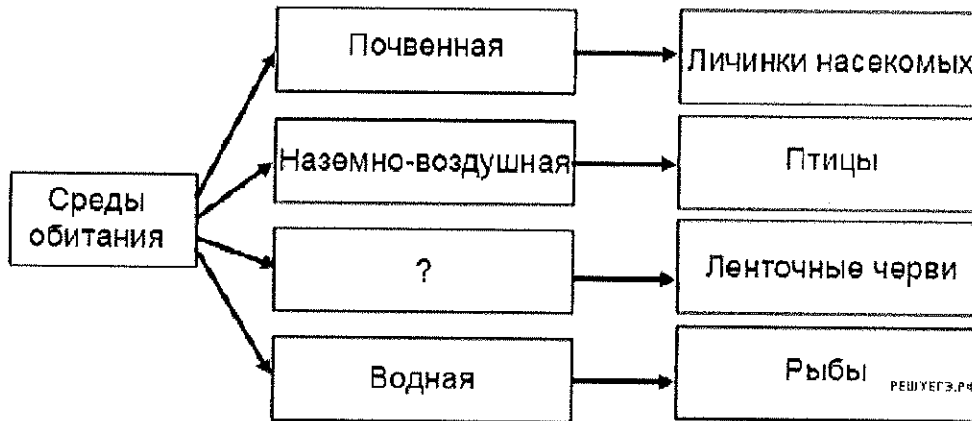 Почвенная
Личинки насекомых
Наземно-воздушная
Птицы
Среды
обитания
?
Ленточные черви
Водная
Рыбы
РЕШУЕГЭ.РФ